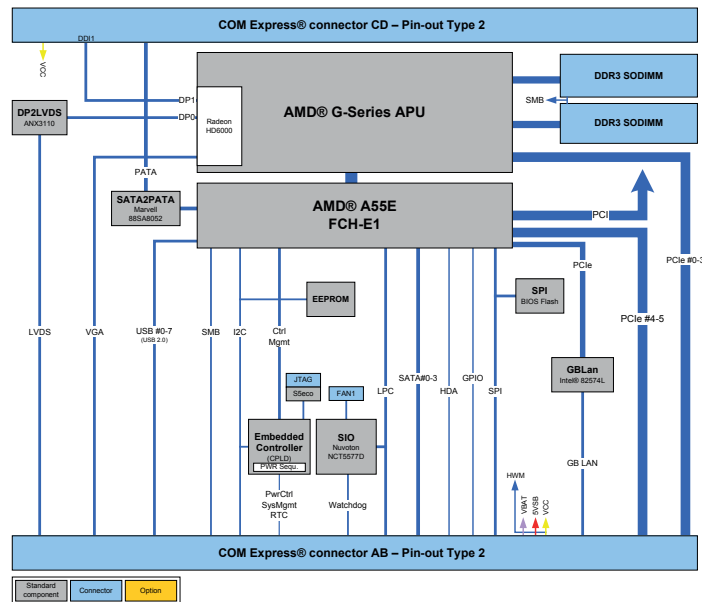 COM Express® connector CD – Pin-out Type 2
DDI1
VCC
DP2LVDS
ANX3110
DP1
DP0
Radeon
HD6000
AMD® G-Series APU
DDR3 SODIMM
SMB
DDR3 SODIMM
PATA
SATA2PATA
Marvell
88SA8052
AMD® A55E
FCH-E1
PCI
PCIe #0-3
PCIe
SPI
BIOS Flash
EEPROM
PCIe #4-5
LVDS
VGA
USB #0-7
(USB 2.0)
SMB
I2C
Ctrl
Mgmt
JTAG
S5eco
FAN1
LPC
SATA#0-3
HDA
GPIO
SPI
GBLan
Intel® 82574L
Embedded
Controller
(CPLD)
PWR Sequ.
SIO
Nuvoton
NCT5577D
GB LAN
HWM
VBAT
5VSB
VCC
PwrCtrl
SysMgmt
RTC
Watchdog
COM Express® connector AB – Pin-out Type 2
Standard
component
Connector
Option